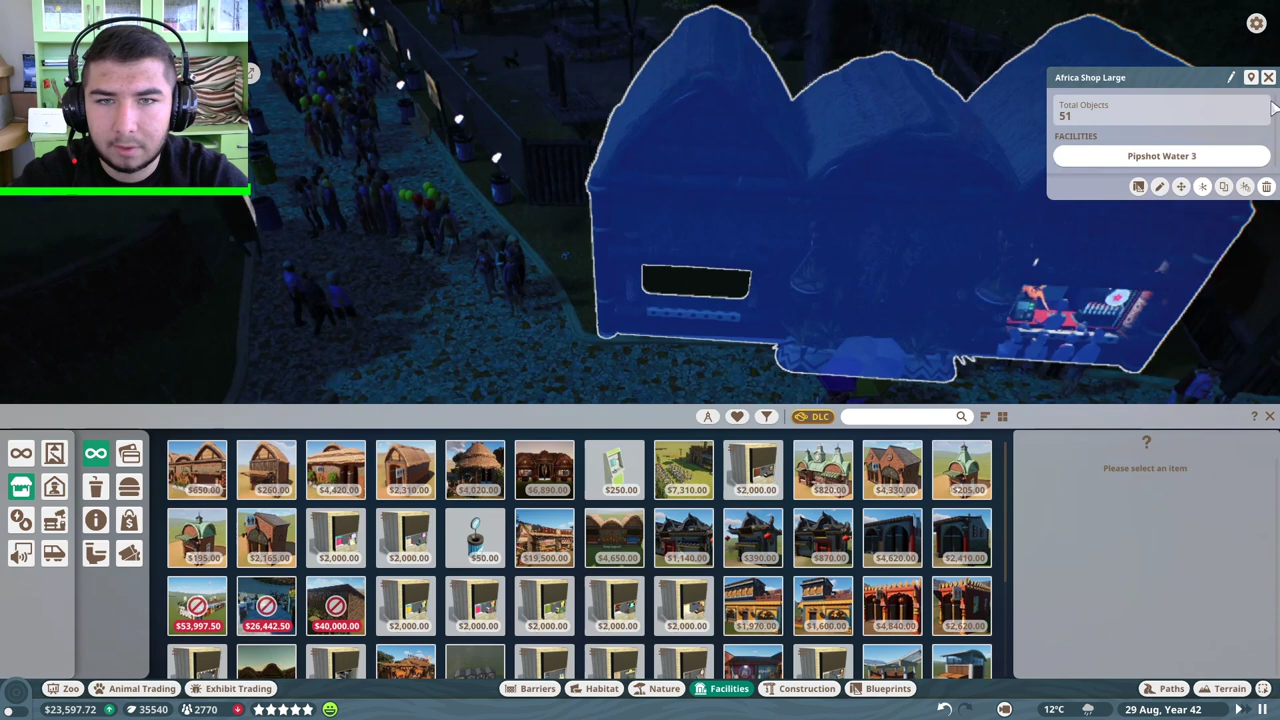 Africa Shop Large
Total Objects
51
FACILITIES
Pipshot Water 3
DLC
?
?
Please select an item
$650.00 $260.00 $4,420.00 $2,310.00 $4,020.00 $6,890.00 $250.00 $7,310.00 $2,000.00 $820.00 $4,330.00 $205.00
$195.00 $2,165.00 $2,000.00 $2,000.00 $50.00 $19,500.00 $4,650.00 $1,140.00 $390.00 $870.00 $4,620.00 $2,410.00
$53,997.50 $26,442.50 $40,000.00 $2,000.00 $2,000.00 $2,000.00 $2,000.00 $2,000.00 $1,970.00 $1,600.00 $4,840.00 $2,620.00
Zoo Animal Trading Exhibit Trading Barriers Habitat Nature Facilities Construction Blueprints Paths Terrain
$23,597.72 35540 2770 12°C 29 Aug, Year 42